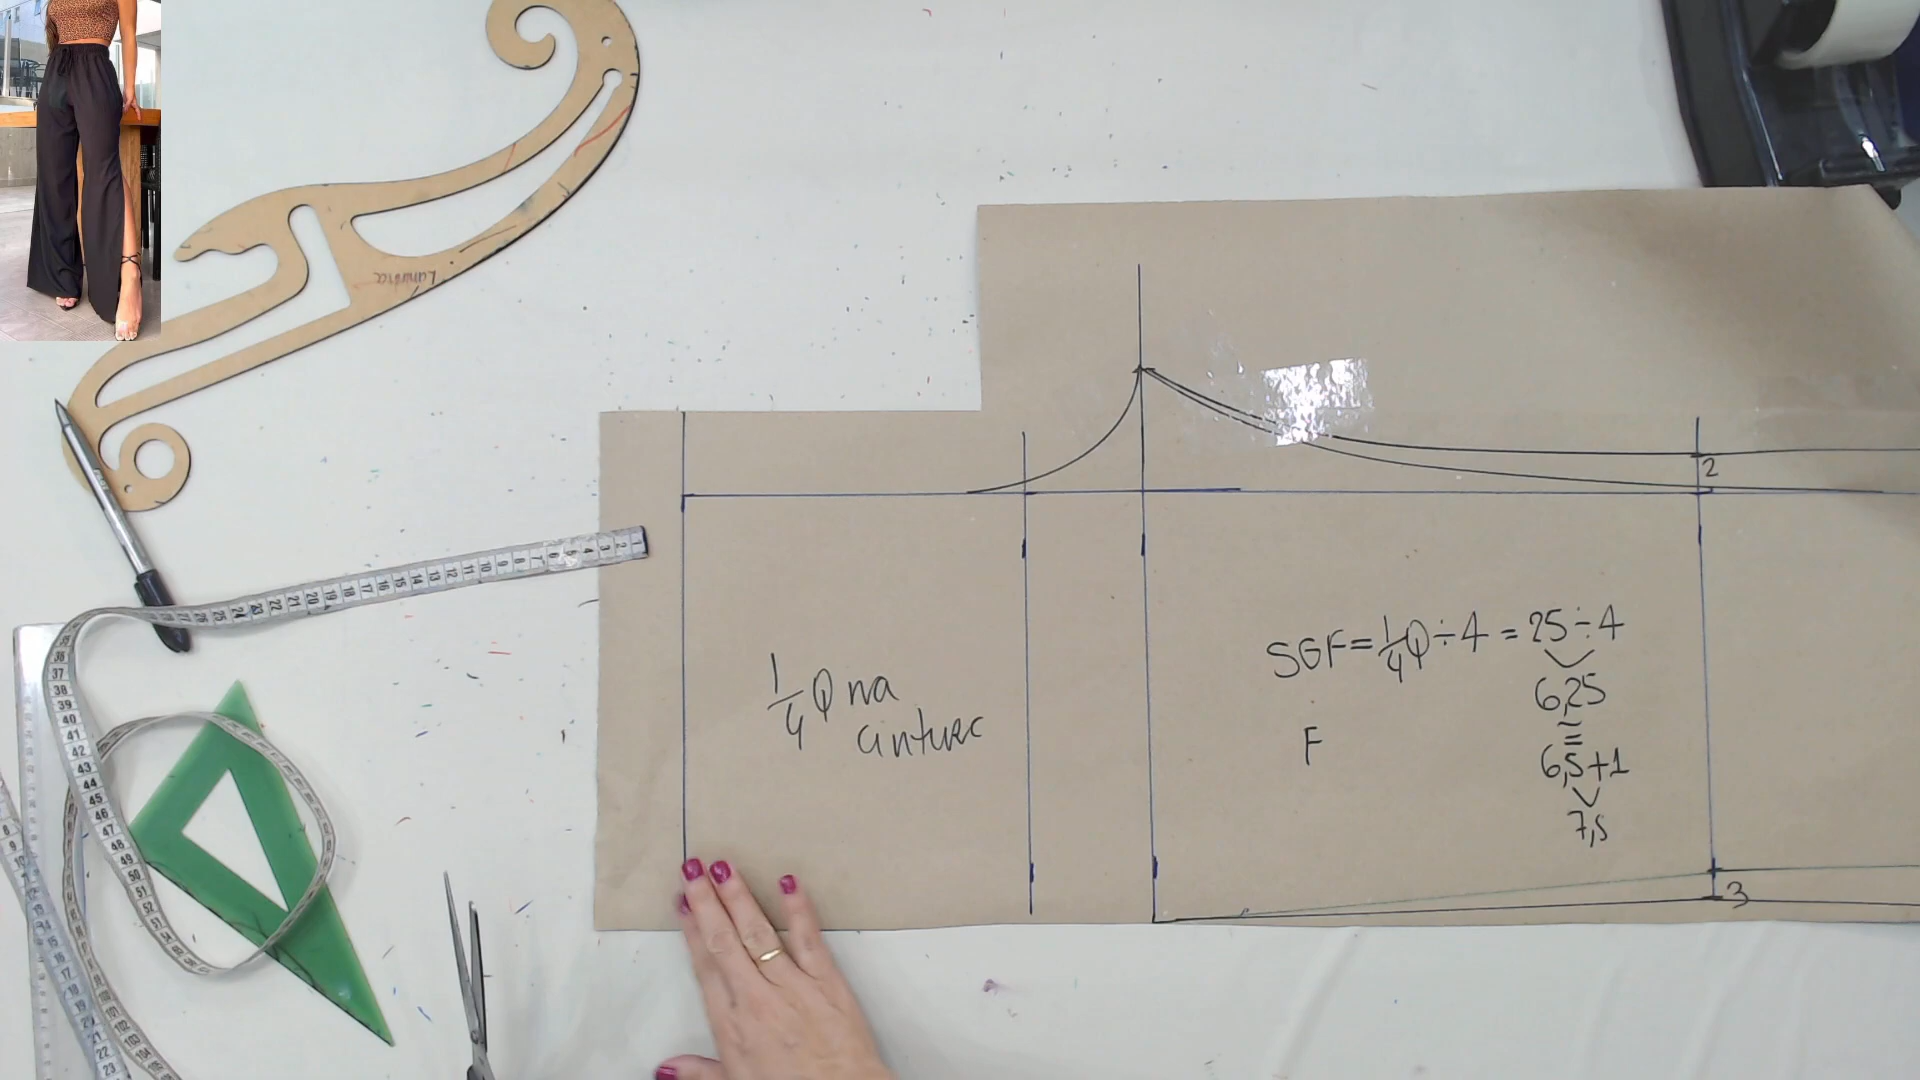 Laninira
2
1/4 Q na
cintura
SGF = 1/4 Q ÷ 4 = 25 ÷ 4
6,25
≅
6,5+1
7,5
F
3